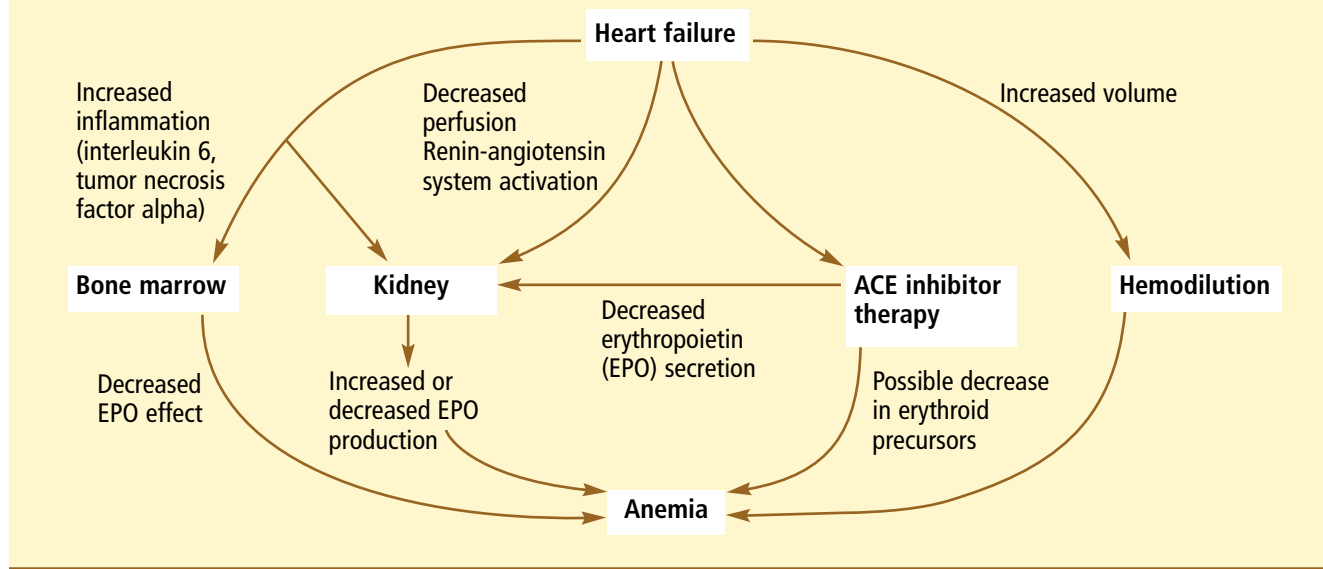 Heart failure
Increased
inflammation
(interleukin 6,
tumor necrosis
factor alpha)
Decreased
perfusion
Renin-angiotensin
system activation
Increased volume
Bone marrow
Kidney
ACE inhibitor
therapy
Hemodilution
Decreased
erythropoietin
(EPO) secretion
Decreased
EPO effect
Increased or
decreased EPO
production
Possible decrease
in erythroid
precursors
Anemia